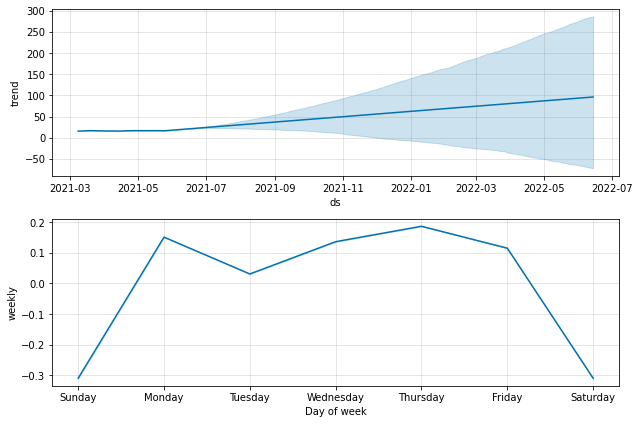 300
250
200
150
100
50
0
−50
trend
2021-03 2021-05 2021-07 2021-09 2021-11 2022-01 2022-03 2022-05 2022-07
ds
0.2
0.1
0.0
−0.1
−0.2
−0.3
weekly
Sunday Monday Tuesday Wednesday Thursday Friday Saturday
Day of week